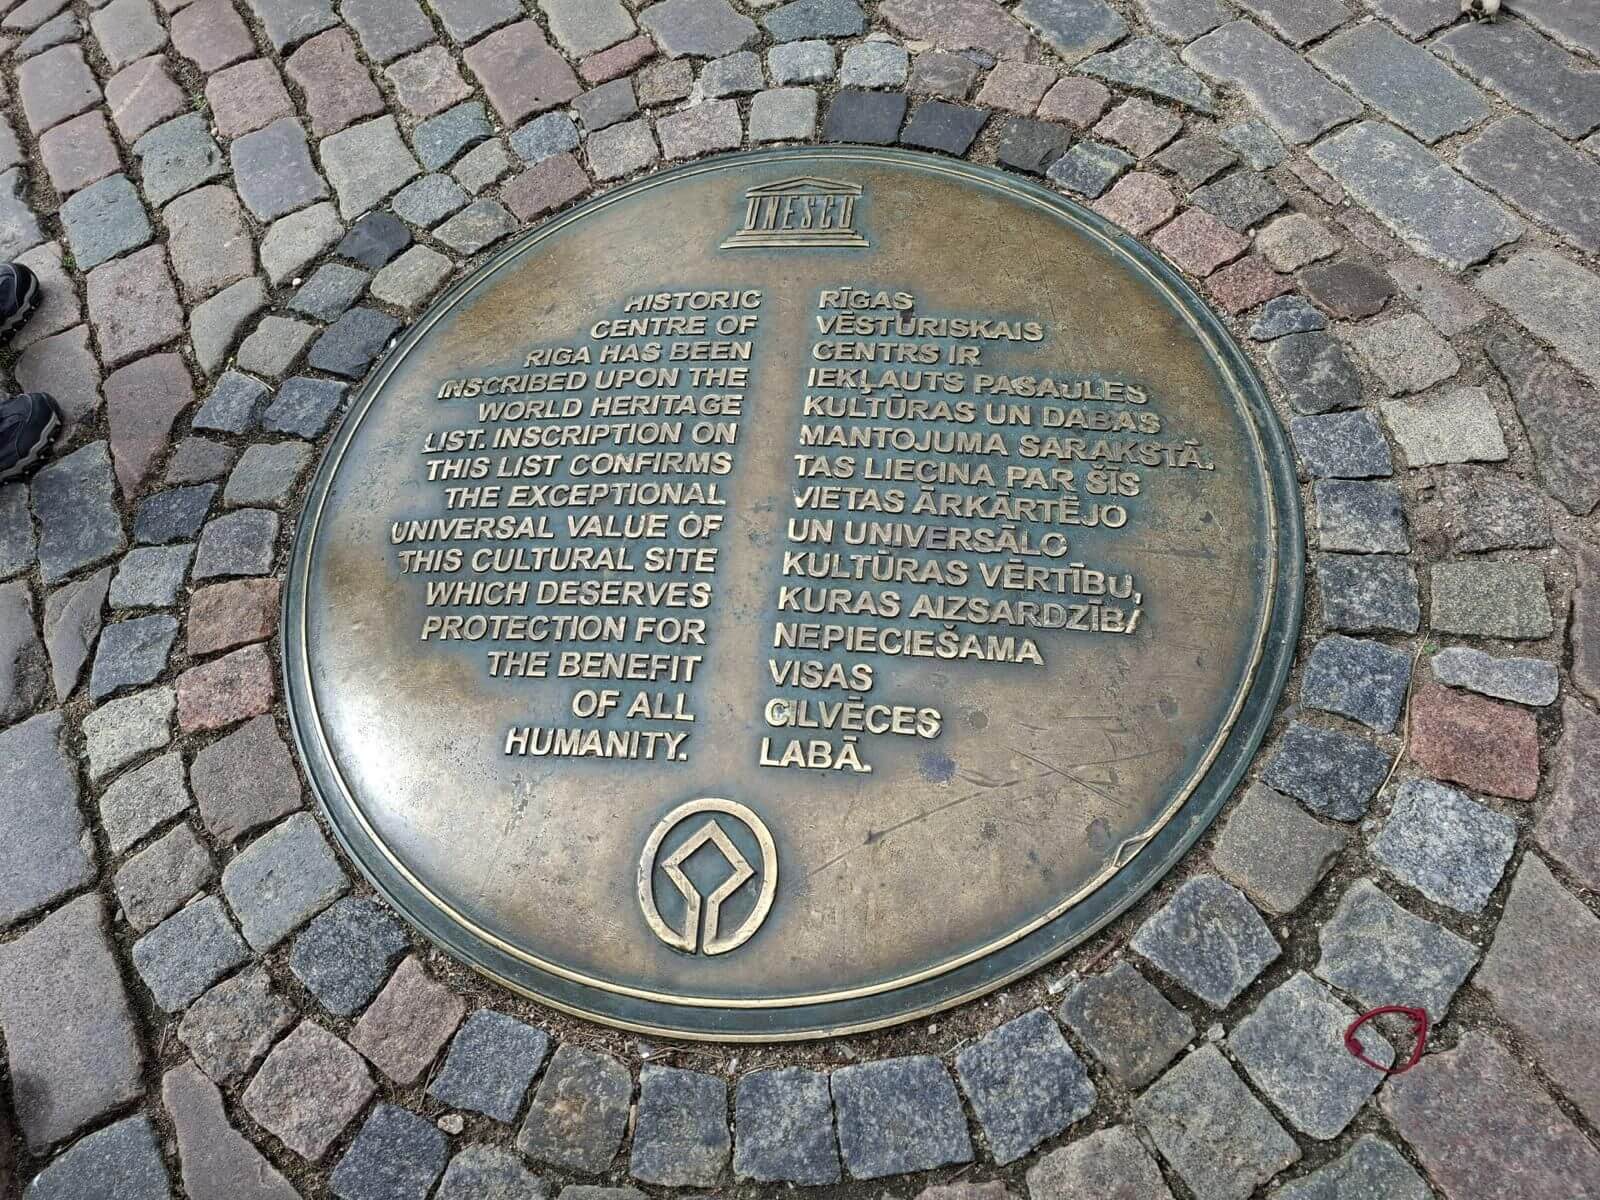 UNESCO
HISTORIC
CENTRE OF
RIGA HAS BEEN
INSCRIBED UPON THE
WORLD HERITAGE
LIST. INSCRIPTION ON
THIS LIST CONFIRMS
THE EXCEPTIONAL
UNIVERSAL VALUE OF
THIS CULTURAL SITE
WHICH DESERVES
PROTECTION FOR
THE BENEFIT
OF ALL
HUMANITY.
RĪGAS
VĒSTURISKAIS
CENTRS IR
IEKĻAUTS PASAULES
KULTŪRAS UN DABAS
MANTOJUMA SARAKSTĀ.
TAS LIECINA PAR ŠĪS
VIETAS ĀRKĀRTĒJO
UN UNIVERSĀLO
KULTŪRAS VĒRTĪBU,
KURAS AIZSARDZĪBA
NEPIECIEŠAMA
VISAS
CILVĒCES
LABĀ.